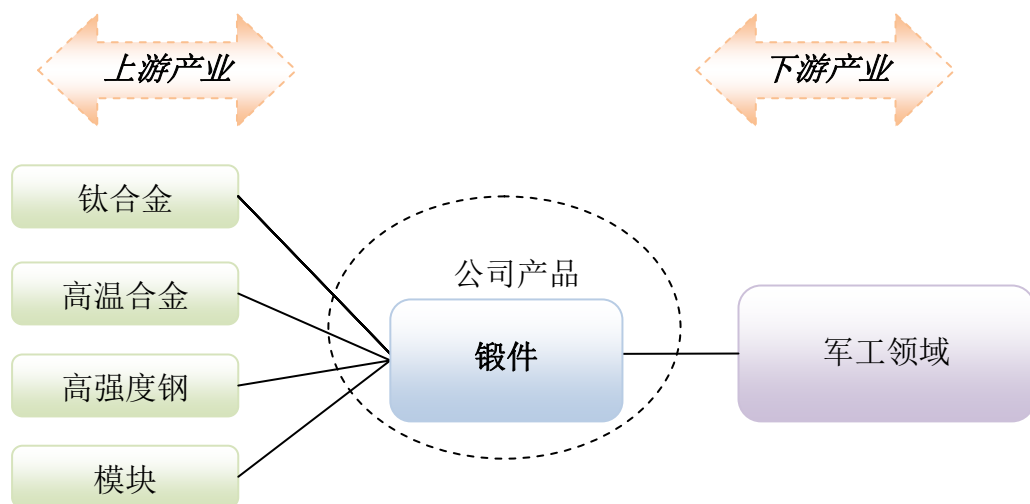 上游产业
下游产业
钛合金
高温合金
高强度钢
模块
公司产品
锻件
军工领域